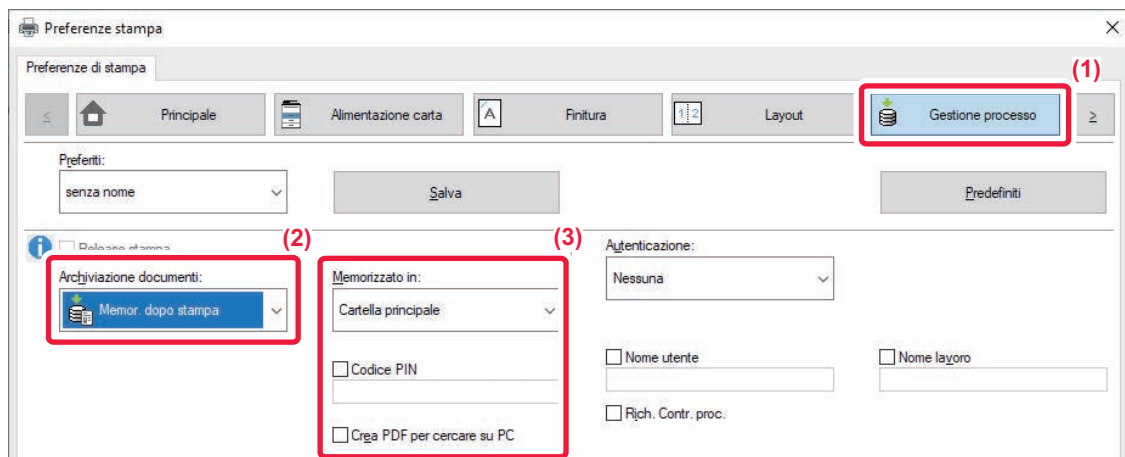 Preferenze stampa
Preferenze di stampa
(1)
≤ Principale Alimentazione carta A Finitura 1 2 Layout Gestione processo ≥
Preferiti:
senza nome Salva Predefiniti
Release stampa (2) (3) Autenticazione:
Archiviazione documenti: Memorizzato in: Nessuna
Memor. dopo stampa Cartella principale
Nome utente Nome lavoro
Codice PIN
Rich. Contr. proc.
Crea PDF per cercare su PC